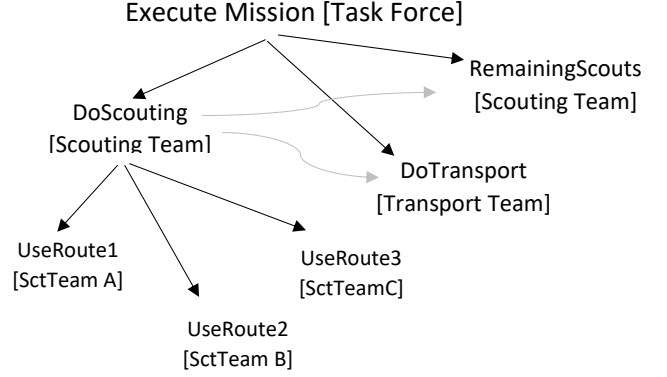 Execute Mission [Task Force]
RemainingScouts
[Scouting Team]
DoScouting
[Scouting Team]
DoTransport
[Transport Team]
UseRoute1
[SctTeam A]
UseRoute3
[SctTeamC]
UseRoute2
[SctTeam B]